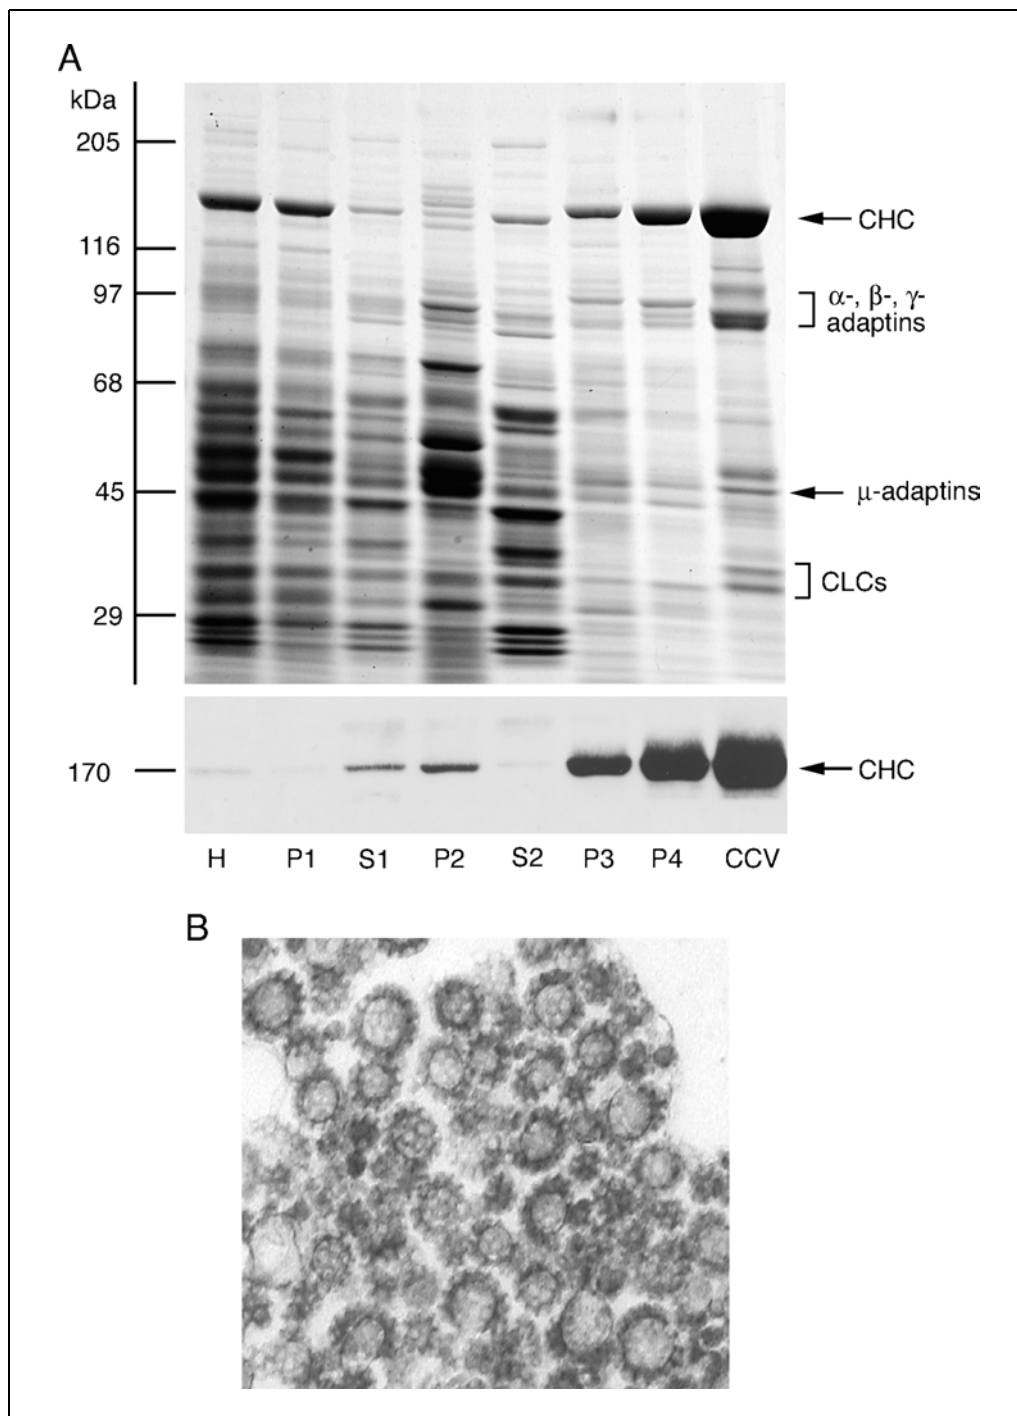 A
kDa
205
116
97
68
45
29
CHC
α-, β-, γ-
adaptins
μ-adaptins
CLCs
170
CHC
H P1 S1 P2 S2 P3 P4 CCV
B